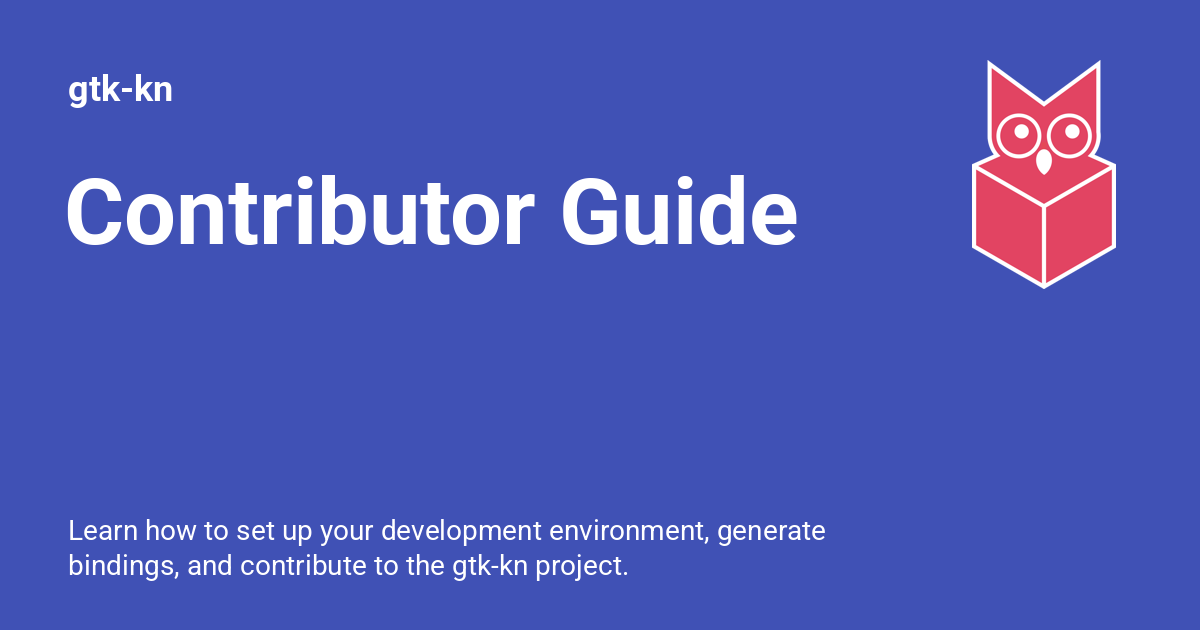 gtk-kn
Contributor Guide
Learn how to set up your development environment, generate
bindings, and contribute to the gtk-kn project.